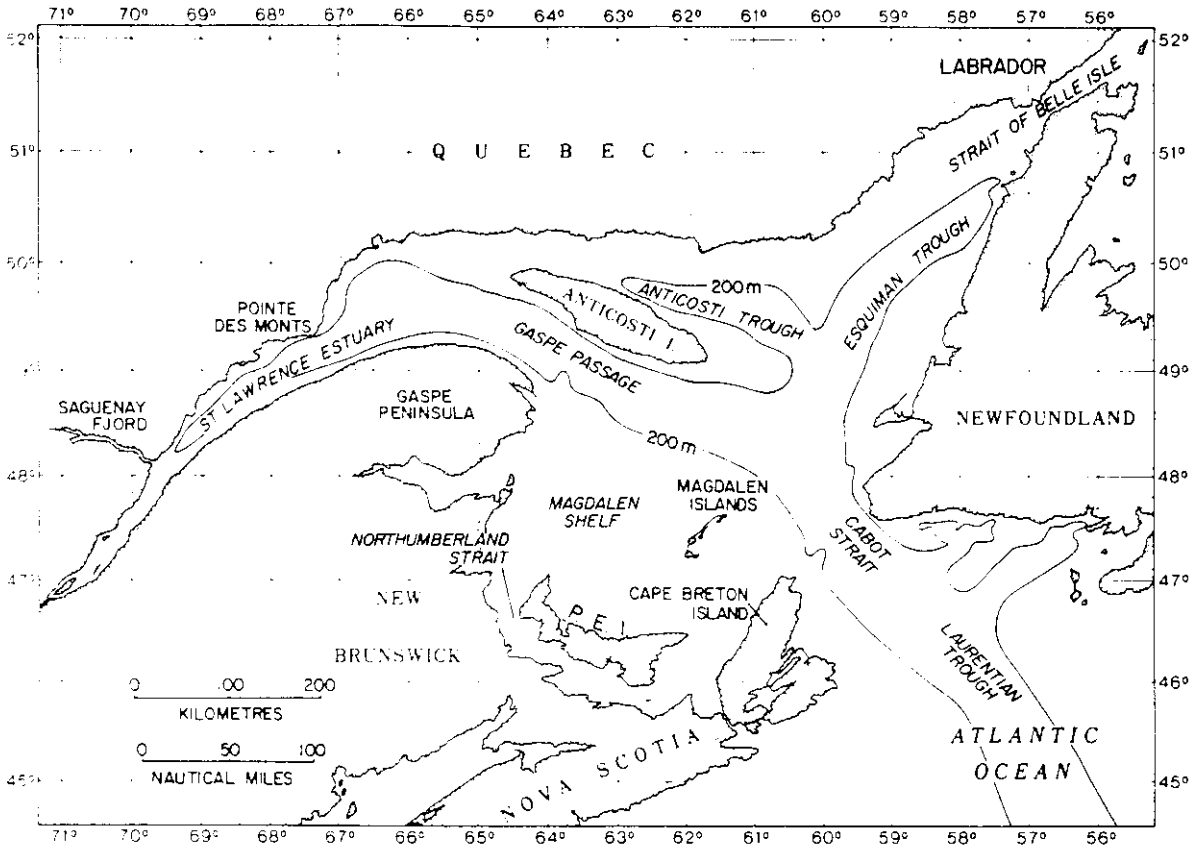 71° 70° 69° 68° 67° 66° 65° 64° 63° 62° 61° 60° 59° 58° 57° 56°
52° 52°
LABRADOR
STRAIT OF BELLE ISLE
51° QUEBEC 51°
50° 50°
200m
ESQUIMAN TROUGH
ANTICOSTI TROUGH
ANTICOSTI I.
POINTE
DES MONTS
ST LAWRENCE ESTUARY
GASPE PASSAGE
49° 49°
GASPE
PENINSULA
SAGUENAY
FJORD
NEWFOUNDLAND
200m
48° 48°
MAGDALEN
ISLANDS
MAGDALEN
SHELF
NORTHUMBERLAND
STRAIT
CABOT
STRAIT
47° 47°
NEW
BRUNSWICK
CAPE BRETON
ISLAND
P.E.I.
LAURENTIAN
TROUGH
46° 46°
0 100 200
KILOMETRES
0 50 100
NAUTICAL MILES
NOVA SCOTIA
ATLANTIC
OCEAN
45° 45°
71° 70° 69° 68° 67° 66° 65° 64° 63° 62° 61° 60° 59° 58° 57° 56°